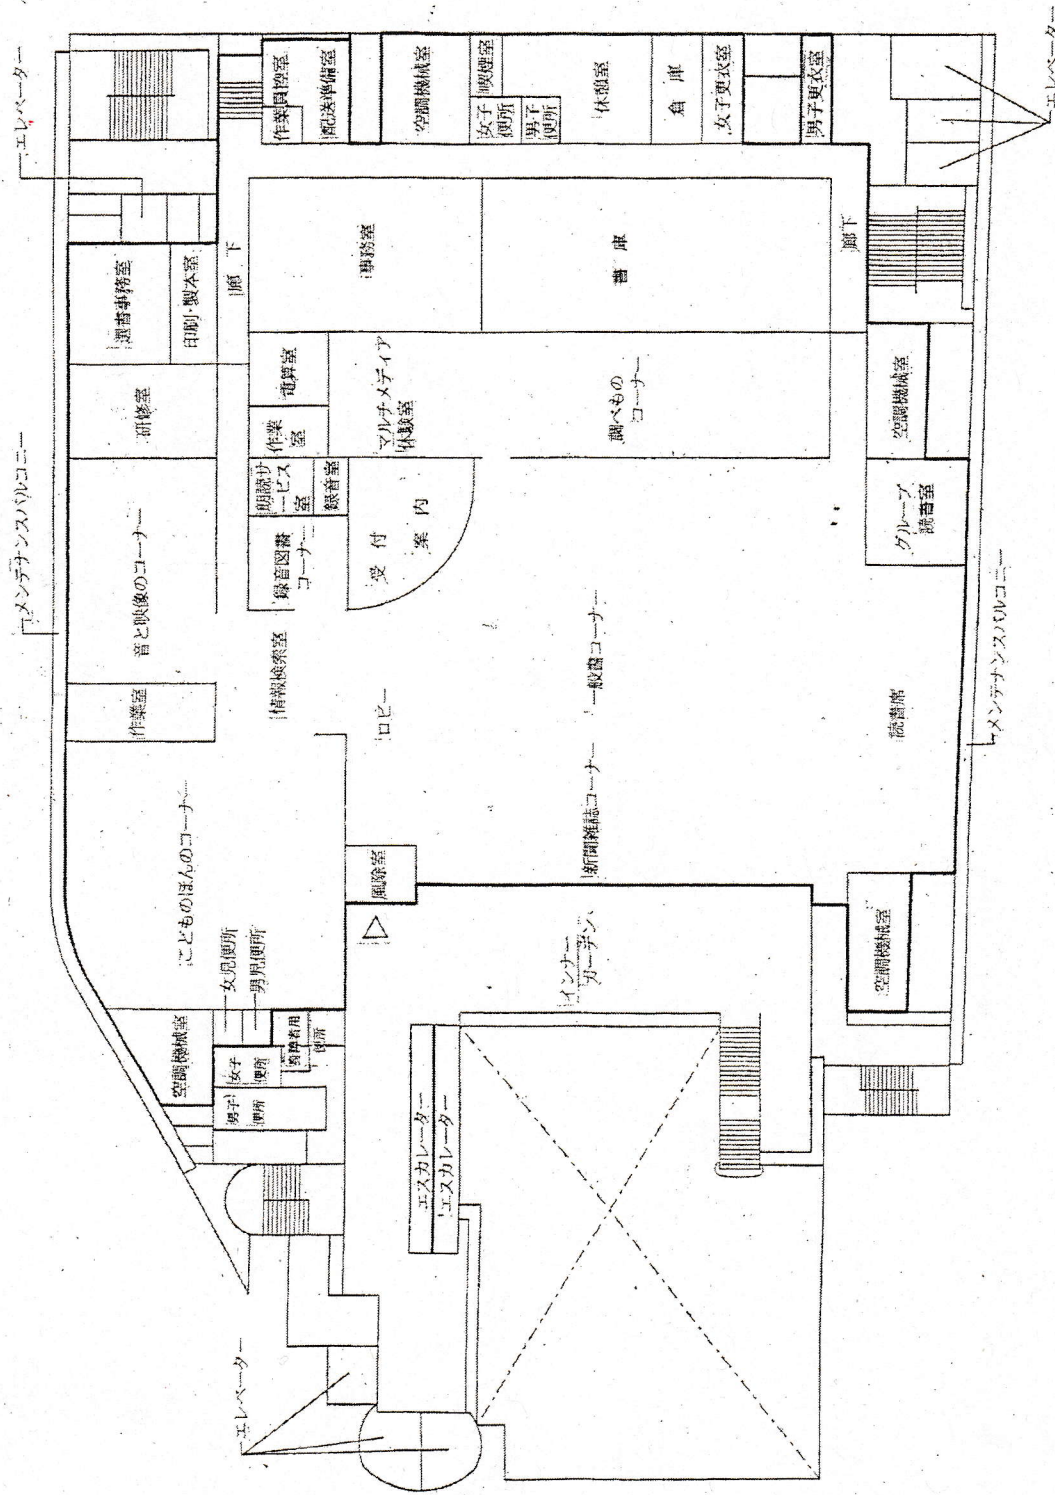 メンテナンスバルコニー
エレベーター
選書事務室
印刷・製本室
研修室
音と映像のコーナー
作業室
こどものほんのコーナー
女児便所
男児便所
空調機械室
女子
便所
男子
便所
障害者用
便所
エレベーター
作業員控室
配送準備室
空調機械室
喫煙室
女子
便所
男子
便所
休憩室
倉庫
女子更衣室
男子更衣室
エレベーター
廊下
事務室
書庫
廊下
電算室
作業
室
マルチメディア
体験室
調べもの
コーナー
朗読サ
ービス
室
録音室
録音図書
コーナー
受付
案内
情報検索室
ロビー
一般書コーナー
新聞雑誌コーナー
風除室
インナー
ガーデン
エスカレーター
エスカレーター
空調機械室
グループ
読書室
読書席
空調機械室
メンテナンスバルコニー